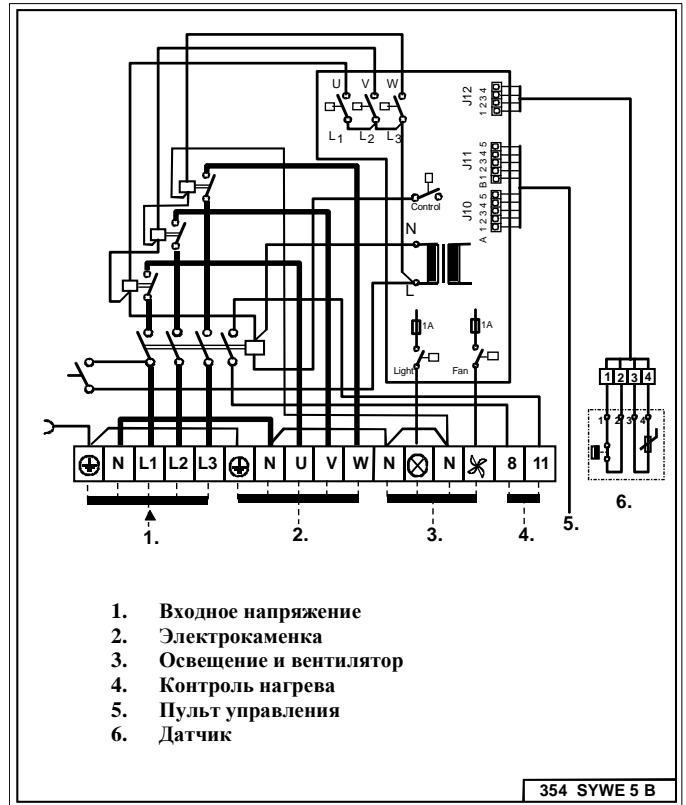 U V W
L1 L2 L3
J12
1 2 3 4
J11
B 1 2 3 4 5
J10
A 1 2 3 4 5
Control
N
L
1A 1A
Light Fan
1 2 3 4
1 2 3 4
N L1 L2 L3 N U V W N N 8 11
1. 2. 3. 4. 5. 6.
1. Входное напряжение
2. Электрокаменка
3. Освещение и вентилятор
4. Контроль нагрева
5. Пульт управления
6. Датчик
354 SYWE 5 B